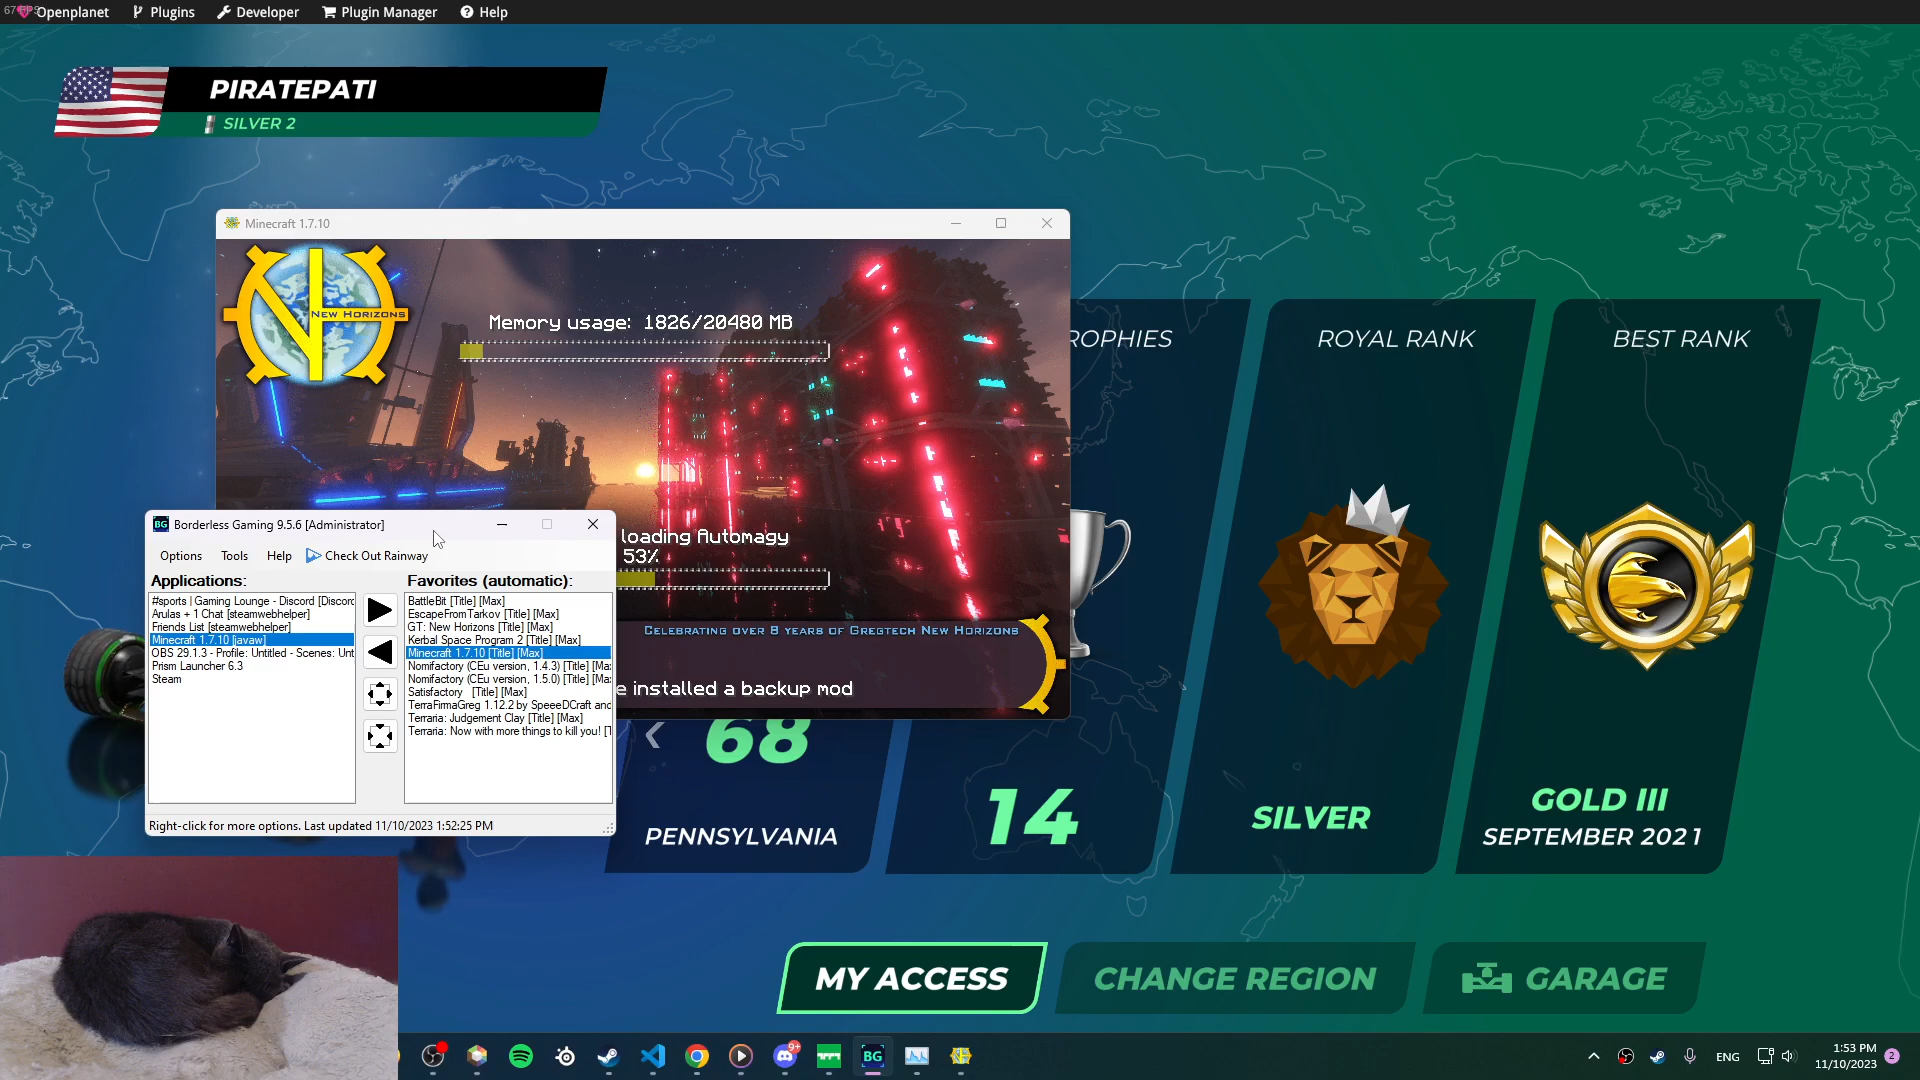 Openplanet Plugins Developer Plugin Manager Help
PIRATEPATI
SILVER 2
Minecraft 1.7.10
NEW HORIZONS
Memory usage: 1826/20480 MB
loading Automagy
53%
CELEBRATING OVER 8 YEARS OF GREGTECH NEW HORIZONS
e installed a backup mod
BG Borderless Gaming 9.5.6 [Administrator]
Options Tools Help Check Out Rainway
Applications:
#sports | Gaming Lounge - Discord [Discord
Arulas + 1 Chat [steamwebhelper]
Friends List [steamwebhelper]
Minecraft 1.7.10 [javaw]
OBS 29.1.3 - Profile: Untitled - Scenes: Unt
Prism Launcher 6.3
Steam
Favorites (automatic):
BattleBit [Title] [Max]
EscapeFromTarkov [Title] [Max]
GT: New Horizons [Title] [Max]
Kerbal Space Program 2 [Title] [Max]
Minecraft 1.7.10 [Title] [Max]
Nomifactory (CEu version, 1.4.3) [Title] [Ma
Nomifactory (CEu version, 1.5.0) [Title] [Ma
Satisfactory [Title] [Max]
TerraFirmaGreg 1.12.2 by SpeeeDCraft and
Terraria: Judgement Clay [Title] [Max]
Terraria: Now with more things to kill you! [T
Right-click for more options. Last updated 11/10/2023 1:52:25 PM
68
PENNSYLVANIA
ROPHIES
14
ROYAL RANK
SILVER
BEST RANK
GOLD III
SEPTEMBER 2021
MY ACCESS CHANGE REGION GARAGE
9+
BG
ENG
1:53 PM
11/10/2023
2